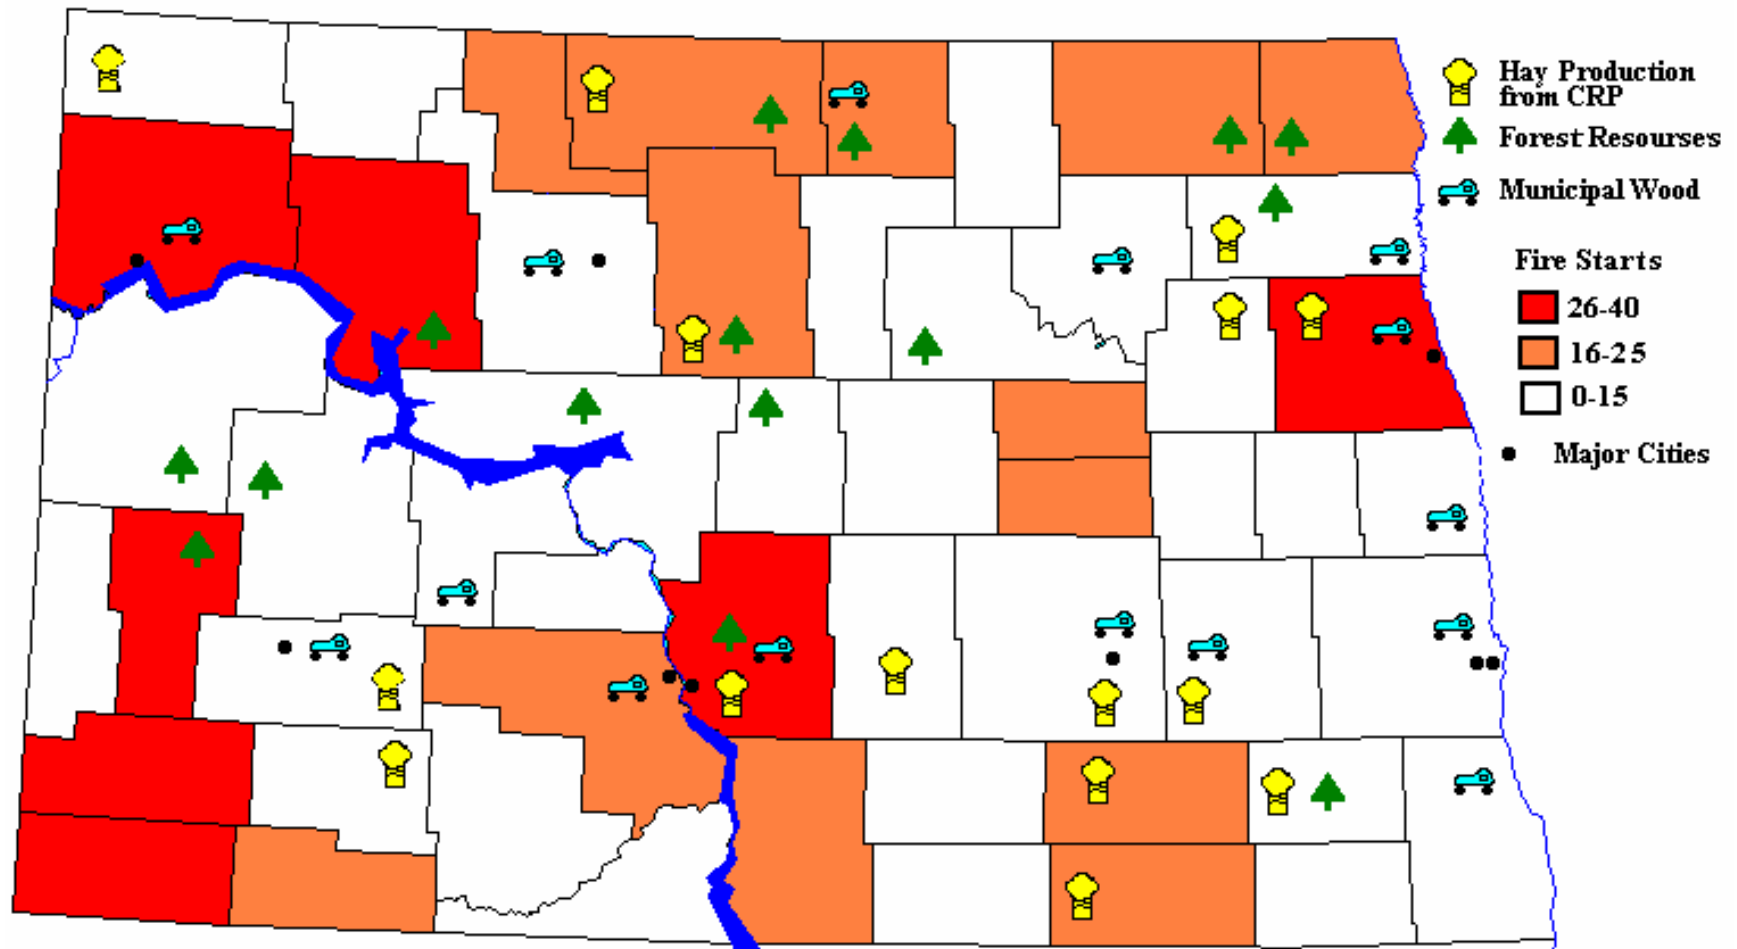 Hay Production
from CRP
Forest Resourses
Municipal Wood
Fire Starts
26-40
16-25
0-15
Major Cities